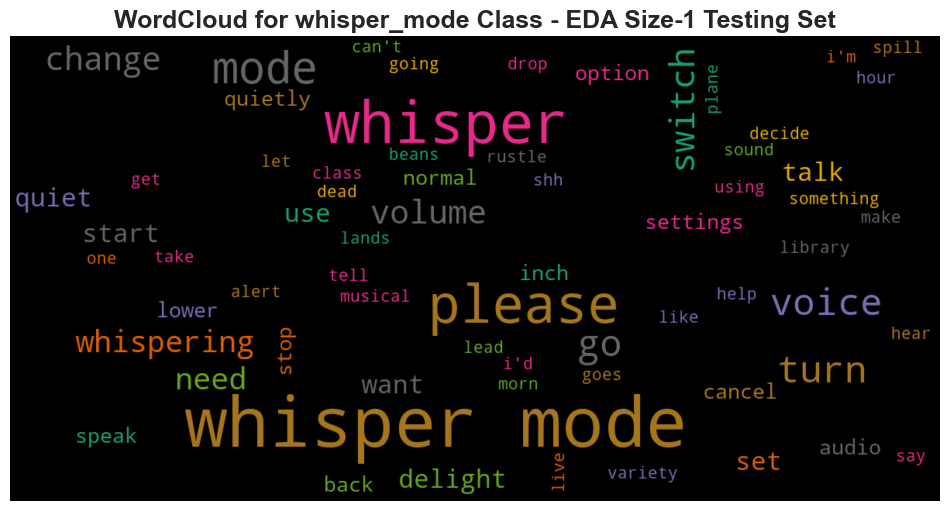 WordCloud for whisper_mode Class - EDA Size-1 Testing Set
change
mode
can't
going
drop
option
switch
plane
i'm
spill
hour
quietly
whisper
decide
sound
let
beans
rustle
talk
get
class
dead
normal
shh
using
something
quiet
use
volume
settings
make
start
lands
library
one
take
tell
inch
alert
musical
please
help
voice
lower
like
hear
whispering
stop
lead
go
i'd
goes
turn
need
want
morn
cancel
whisper mode
speak
audio
say
set
back
delight
live
variety